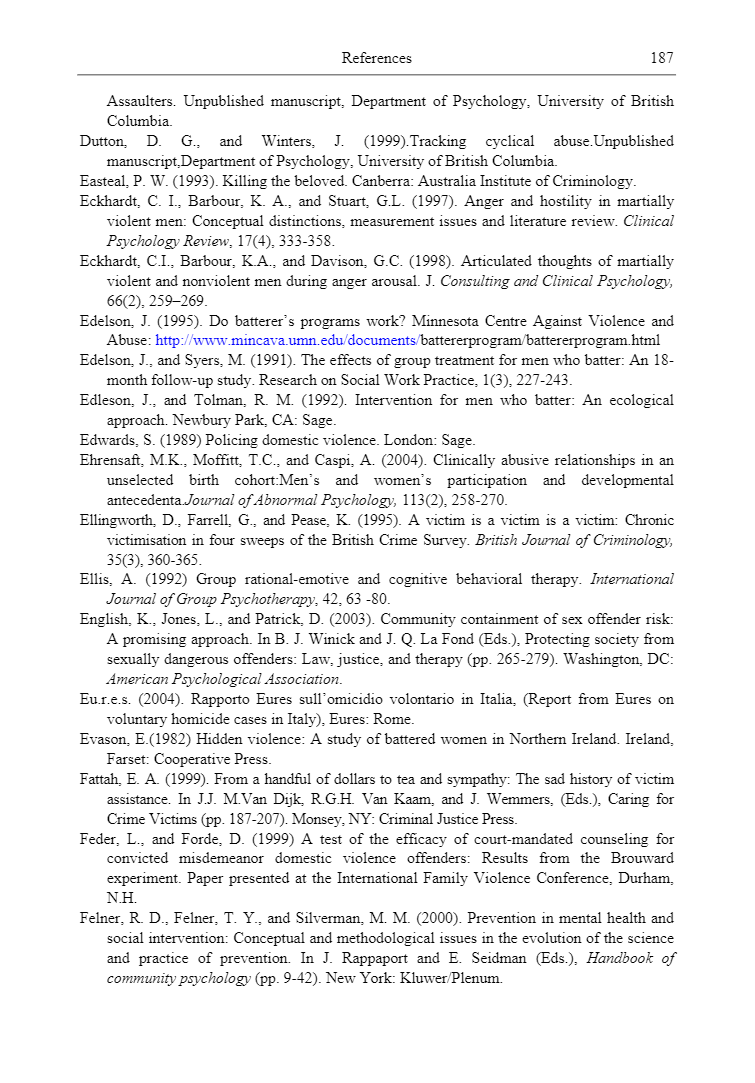 References 187
Assaulters. Unpublished manuscript, Department of Psychology, University of British
Columbia.
Dutton, D. G., and Winters, J. (1999).Tracking cyclical abuse.Unpublished
manuscript,Department of Psychology, University of British Columbia.
Easteal, P. W. (1993). Killing the beloved. Canberra: Australia Institute of Criminology.
Eckhardt, C. I., Barbour, K. A., and Stuart, G.L. (1997). Anger and hostility in martially
violent men: Conceptual distinctions, measurement issues and literature review. Clinical
Psychology Review, 17(4), 333-358.
Eckhardt, C.I., Barbour, K.A., and Davison, G.C. (1998). Articulated thoughts of martially
violent and nonviolent men during anger arousal. J. Consulting and Clinical Psychology,
66(2), 259–269.
Edelson, J. (1995). Do batterer’s programs work? Minnesota Centre Against Violence and
Abuse: http://www.mincava.umn.edu/documents/battererprogram/battererprogram.html
Edelson, J., and Syers, M. (1991). The effects of group treatment for men who batter: An 18-
month follow-up study. Research on Social Work Practice, 1(3), 227-243.
Edleson, J., and Tolman, R. M. (1992). Intervention for men who batter: An ecological
approach. Newbury Park, CA: Sage.
Edwards, S. (1989) Policing domestic violence. London: Sage.
Ehrensaft, M.K., Moffitt, T.C., and Caspi, A. (2004). Clinically abusive relationships in an
unselected birth cohort:Men’s and women’s participation and developmental
antecedenta.Journal of Abnormal Psychology, 113(2), 258-270.
Ellingworth, D., Farrell, G., and Pease, K. (1995). A victim is a victim is a victim: Chronic
victimisation in four sweeps of the British Crime Survey. British Journal of Criminology,
35(3), 360-365.
Ellis, A. (1992) Group rational-emotive and cognitive behavioral therapy. International
Journal of Group Psychotherapy, 42, 63 -80.
English, K., Jones, L., and Patrick, D. (2003). Community containment of sex offender risk:
A promising approach. In B. J. Winick and J. Q. La Fond (Eds.), Protecting society from
sexually dangerous offenders: Law, justice, and therapy (pp. 265-279). Washington, DC:
American Psychological Association.
Eu.r.e.s. (2004). Rapporto Eures sull’omicidio volontario in Italia, (Report from Eures on
voluntary homicide cases in Italy), Eures: Rome.
Evason, E.(1982) Hidden violence: A study of battered women in Northern Ireland. Ireland,
Farset: Cooperative Press.
Fattah, E. A. (1999). From a handful of dollars to tea and sympathy: The sad history of victim
assistance. In J.J. M.Van Dijk, R.G.H. Van Kaam, and J. Wemmers, (Eds.), Caring for
Crime Victims (pp. 187-207). Monsey, NY: Criminal Justice Press.
Feder, L., and Forde, D. (1999) A test of the efficacy of court-mandated counseling for
convicted misdemeanor domestic violence offenders: Results from the Brouward
experiment. Paper presented at the International Family Violence Conference, Durham,
N.H.
Felner, R. D., Felner, T. Y., and Silverman, M. M. (2000). Prevention in mental health and
social intervention: Conceptual and methodological issues in the evolution of the science
and practice of prevention. In J. Rappaport and E. Seidman (Eds.), Handbook of
community psychology (pp. 9-42). New York: Kluwer/Plenum.